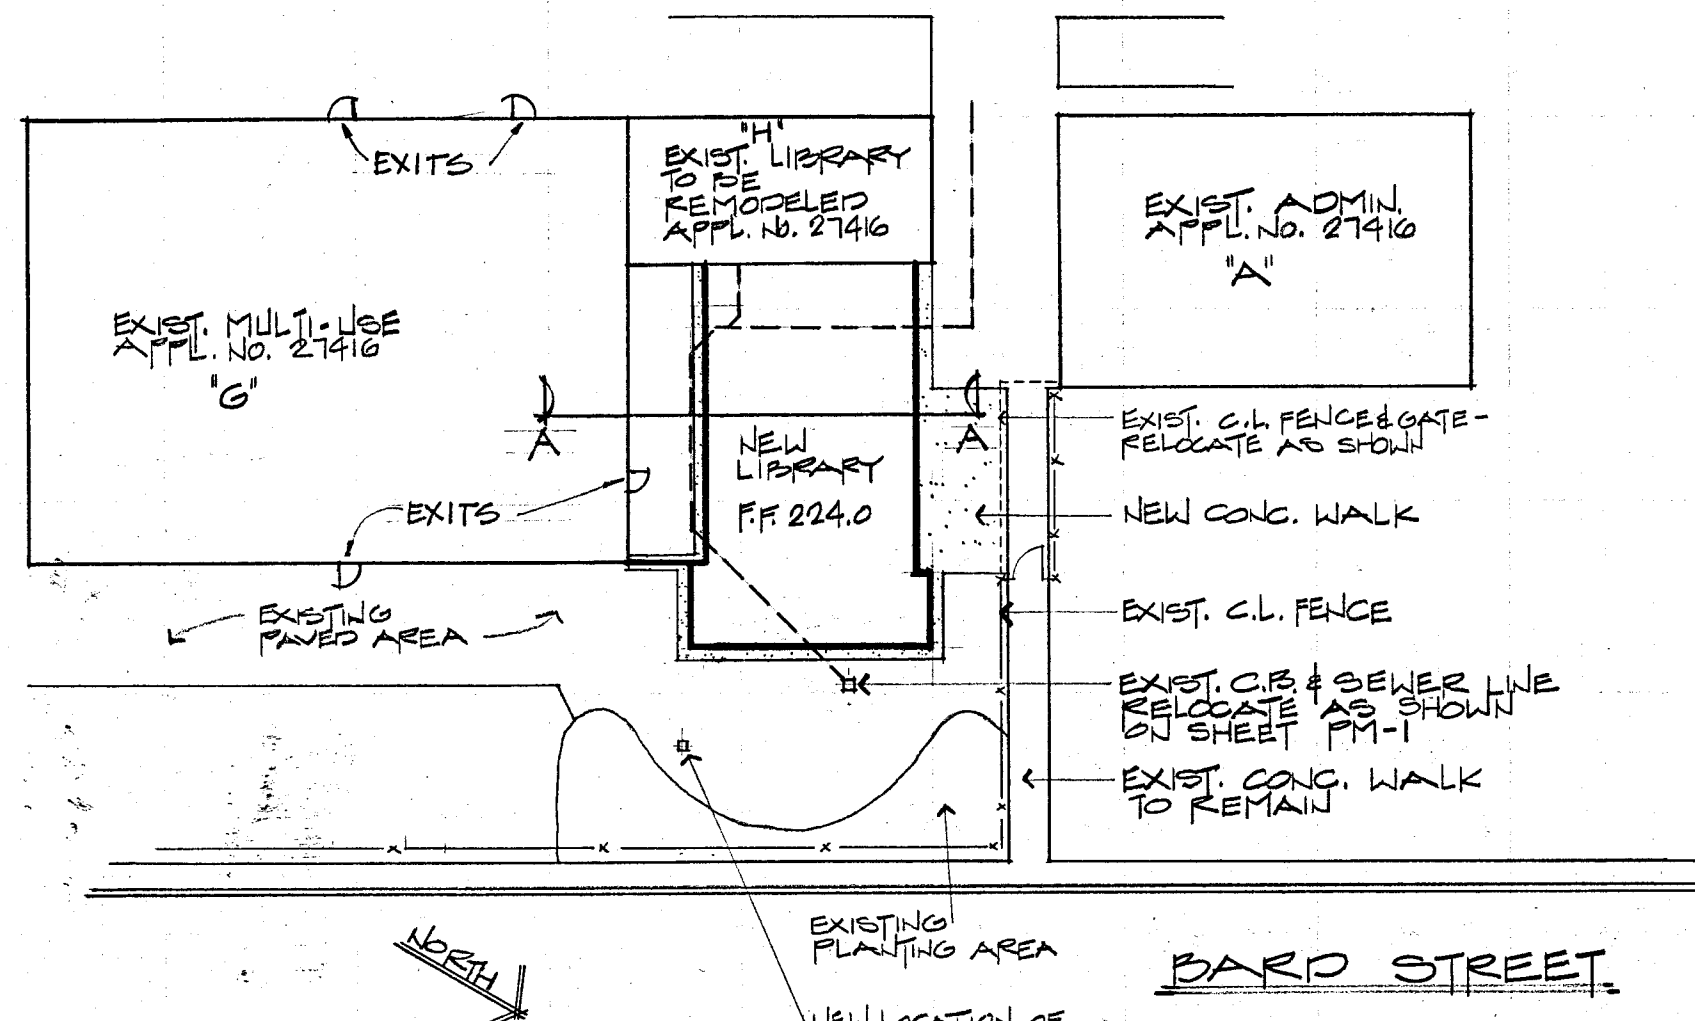 "H"
EXIST. LIBRARY
TO BE
REMODELED
APPL. NO. 27416
EXITS
EXIST. ADMIN.
APPL. NO. 27416
"A"
EXIST. MULTI-USE
APPL. NO. 27416
"G"
A
A
NEW
LIBRARY
F.F. 224.0
EXIST. C.L. FENCE & GATE-
RELOCATE AS SHOWN
EXITS
NEW CONC. WALK
EXISTING
PAVED AREA
EXIST. C.L. FENCE
EXIST. C.B. & SEWER LINE
RELOCATE AS SHOWN
ON SHEET PM-1
EXIST. CONC. WALK
TO REMAIN
EXISTING
PLANTING AREA
NORTH
BARD STREET
NEW LOCATION OF